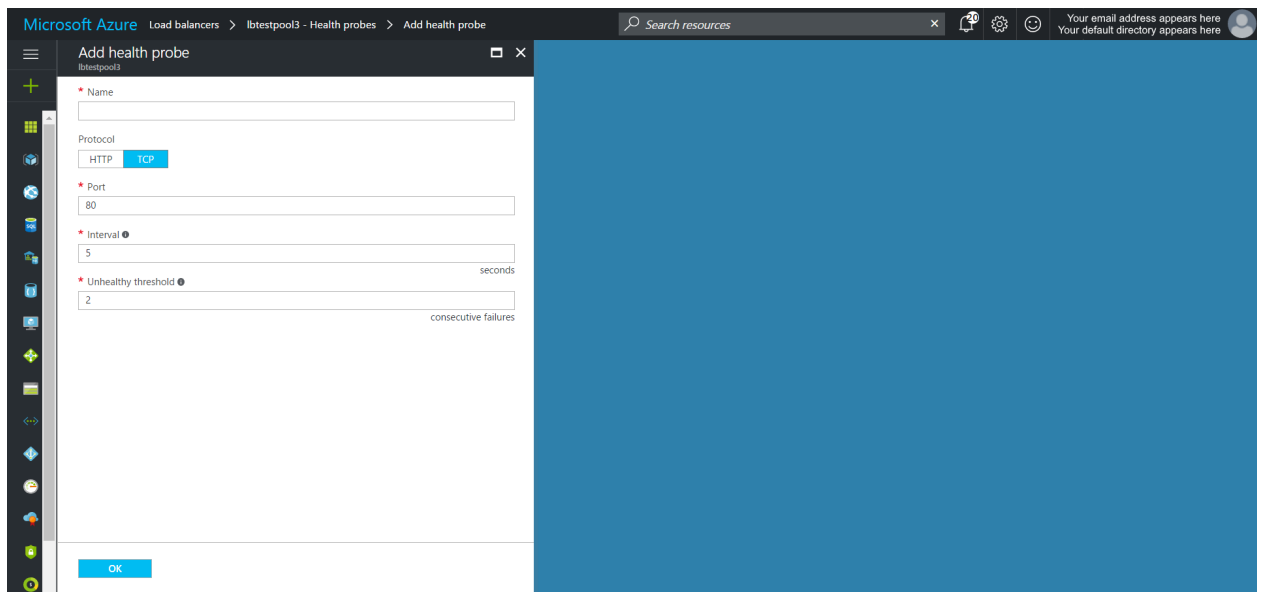 Microsoft Azure Load balancers > lbtestpool3 - Health probes > Add health probe
Search resources
20
Your email address appears here
Your default directory appears here
Add health probe
lbtestpool3
* Name
Protocol
HTTP TCP
* Port
80
* Interval
5
seconds
* Unhealthy threshold
2
consecutive failures
OK
SQL